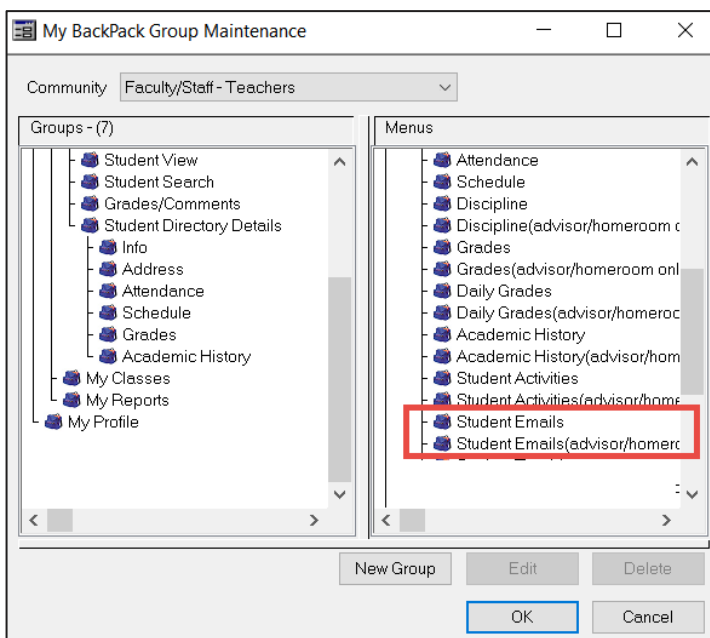 My BackPack Group Maintenance
Community Faculty/Staff - Teachers
Groups - (7)
Student View
Student Search
Grades/Comments
Student Directory Details
Info
Address
Attendance
Schedule
Grades
Academic History
My Classes
My Reports
My Profile
Menus
Attendance
Schedule
Discipline
Discipline(advisor/homeroom
Grades
Grades(advisor/homeroom onl
Daily Grades
Daily Grades(advisor/homeroc
Academic History
Academic History(advisor/hom
Student Activities
Student Activities(advisor/home
Student Emails
Student Emails(advisor/homerc
New Group Edit Delete
OK Cancel